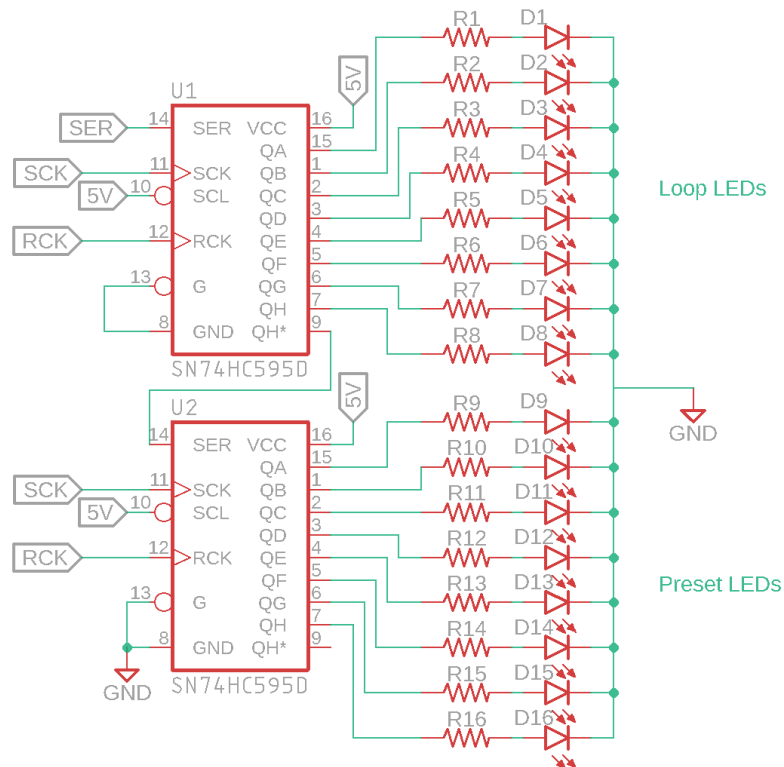 R1 D1
R2 D2
5V
U1
R3 D3
SER 14 SER VCC 16
15
QA
R4 D4
SCK 11 SCK QB 1
5V 10 SCL QC 2
Loop LEDs
R5 D5
QD 3
RCK 12 RCK QE 4
R6 D6
QF 5
13 G QG 6
R7 D7
QH 7
8 GND QH* 9
R8 D8
SN74HC595D
5V
U2
R9 D9
GND
14 SER VCC 16
R10 D10
QA 15
SCK 11 SCK QB 1
R11 D11
5V 10 SCL QC 2
QD 3
R12 D12
RCK 12 RCK QE 4
QF 5
R13 D13
Preset LEDs
13 G QG 6
QH 7
R14 D14
8 GND QH* 9
R15 D15
GND
SN74HC595D
R16 D16